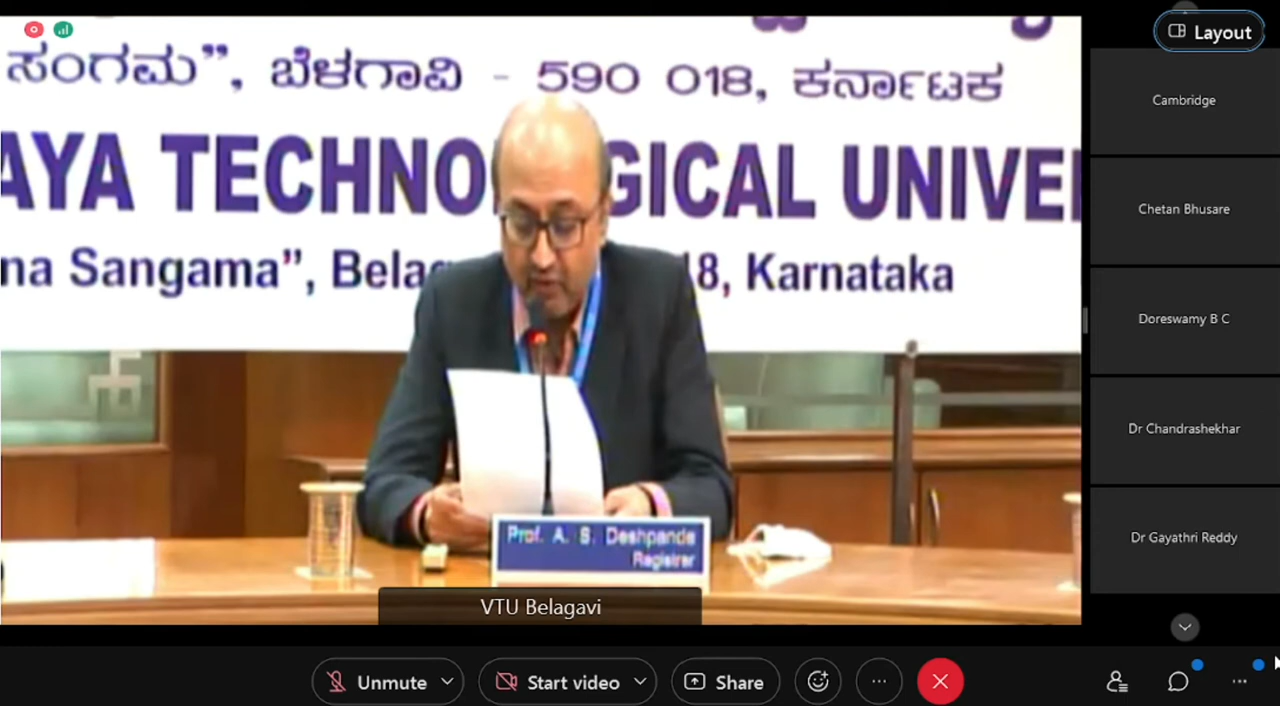 ಸಂಗಮ”, ಬೆಳಗಾವಿ - 590 018, ಕರ್ನಾಟಕ
AYA TECHNO GICAL UNIVE
na Sangama”, Belag 18, Karnataka
Prof. A. S. Deshpande
Registrar
VTU Belagavi
Layout
Cambridge
Chetan Bhusare
Doreswamy B C
Dr Chandrashekhar
Dr Gayathri Reddy
Unmute
Start video
Share